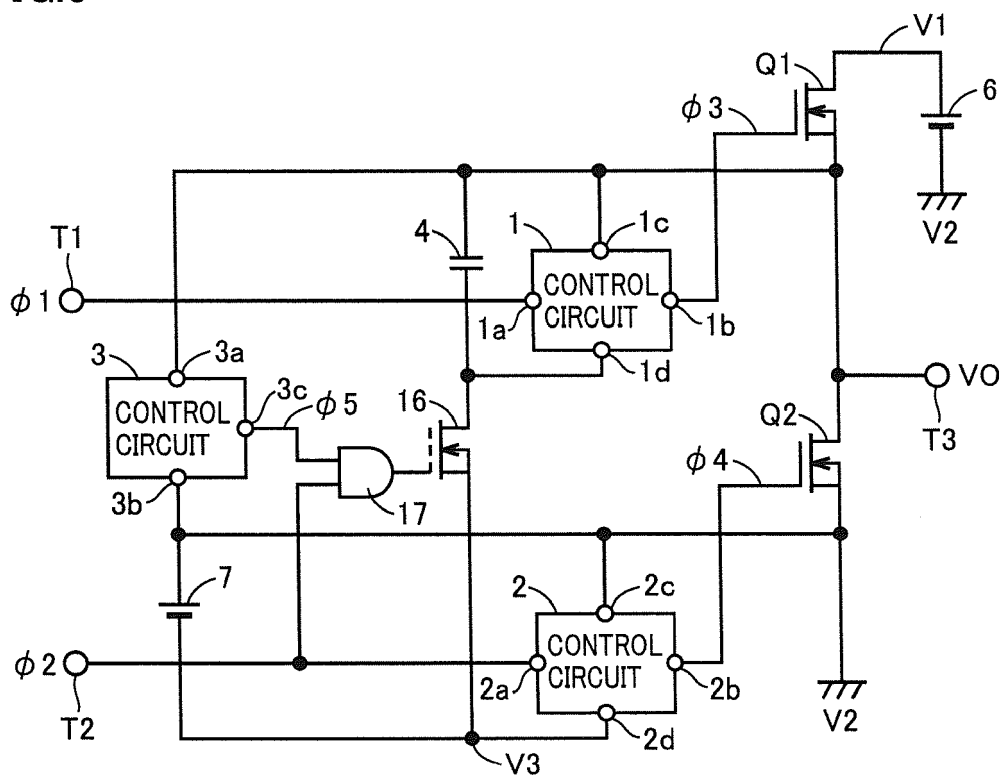 V1
Q1
6
φ3
V2
T1
4
1
1c
φ1
CONTROL
CIRCUIT
1a
1b
3
3a
1d
3c
φ5
16
VO
CONTROL
CIRCUIT
Q2
T3
φ4
3b
17
7
2
2c
φ2
CONTROL
CIRCUIT
2a
2b
T2
V2
2d
V3